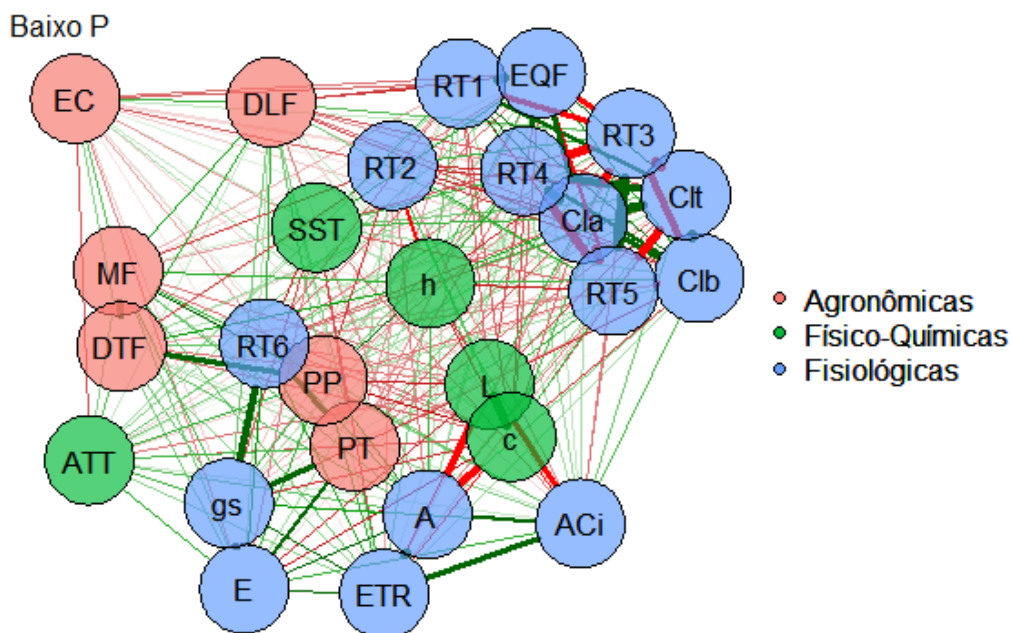 Baixo P
EC
DLF
RT1
EQF
RT3
RT2
RT4
Clt
Cla
SST
h
RT5
Clb
MF
DTF
RT6
PP
L
c
PT
ATT
gs
A
ACi
E
ETR
Agronômicas
Físico-Químicas
Fisiológicas